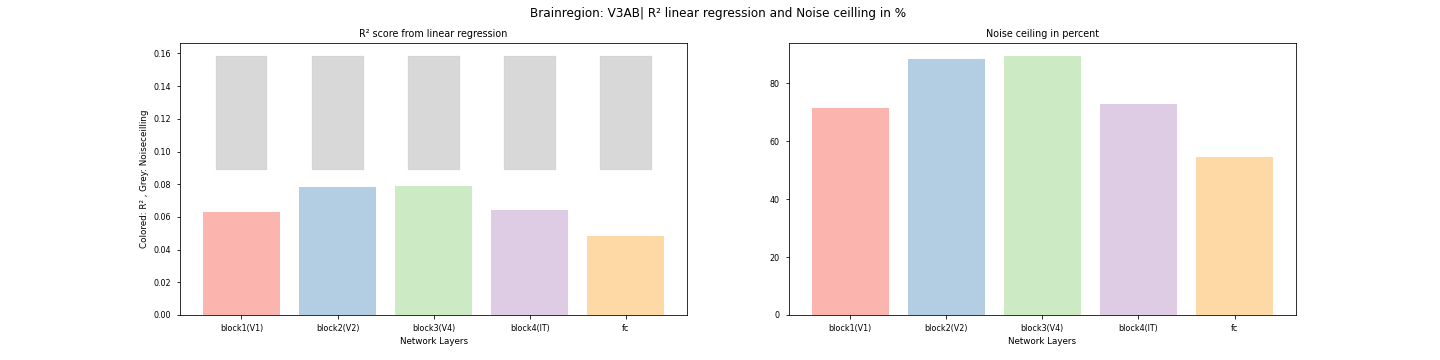 Brainregion: V3AB| R² linear regression and Noise ceilling in %
R² score from linear regression
0.16
0.14
0.12
0.10
0.08
0.06
0.04
0.02
0.00
Colored: R² , Grey: Noiseceilling
block1(V1) block2(V2) block3(V4) block4(IT) fc
Network Layers
Noise ceiling in percent
80
60
40
20
0
block1(V1) block2(V2) block3(V4) block4(IT) fc
Network Layers